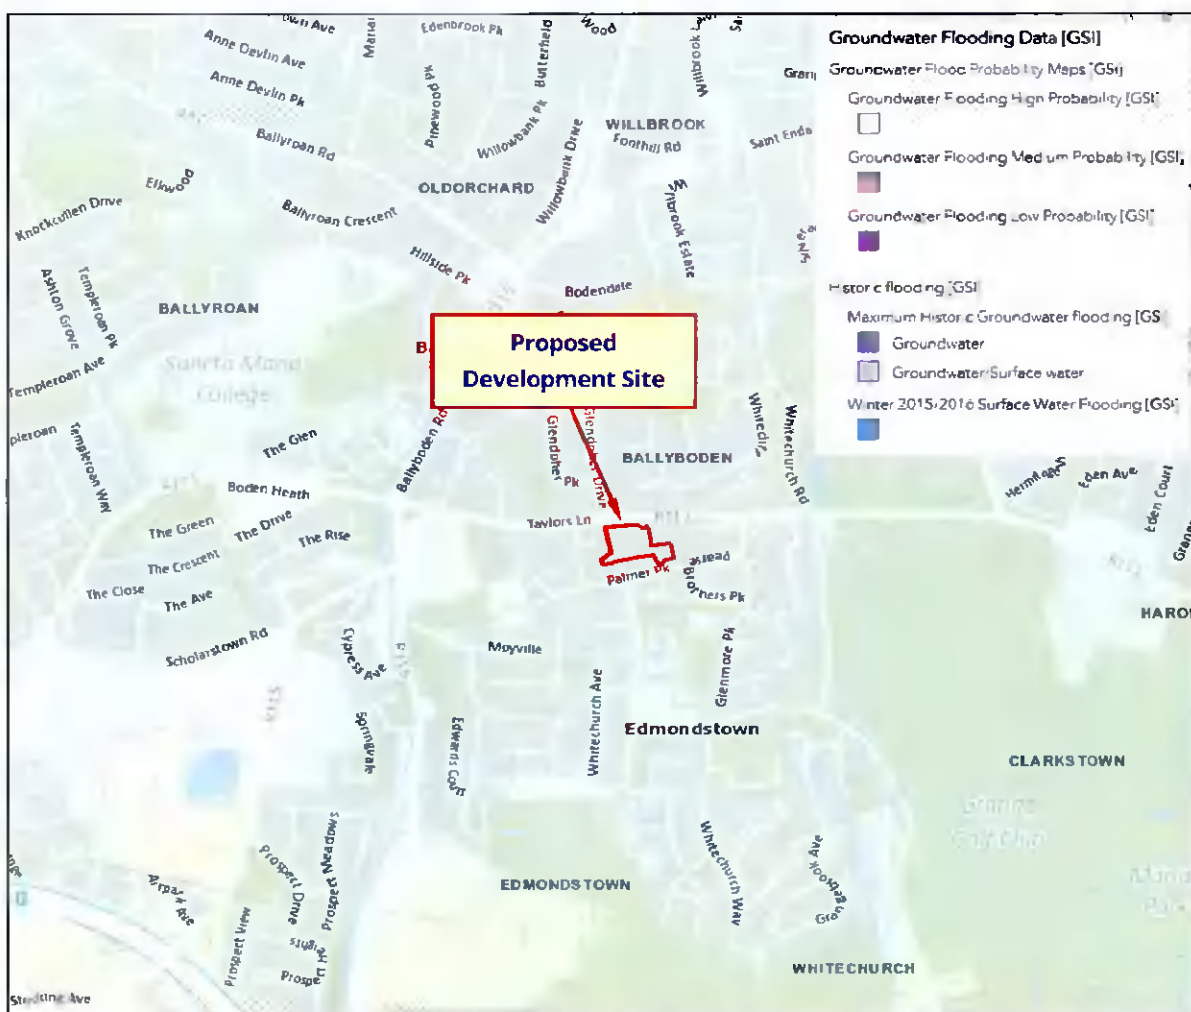 Anne Devlin Ave
Edenbrook Pk
Butterfield
Wood
Anne Devlin Pk
Pinewood Pk
Willowbank Pk
Willowbank Drive
WILLBROOK
Fonthill Rd
Saint Enda
Ballyroan Rd
Elkwood
OLDORCHARD
Knockcullen Drive
Ballyroan Crescent
Hillside Pk
Bodendale
Ashton Grove
Templeroan Pk
BALLYROAN
Templeroan Ave
Templeroan Way
The Glen
Ballyboden Rd
Glendoher
Pk
Glendoher Drive
BALLYBODEN
Whitechurch Rd
Boden Heath
The Green
The Drive
The Rise
Taylors Ln
The Crescent
The Close
The Ave
Palmer Pk
Scholarstown Rd
Cypress Ave
Moyville
Glenmore Pk
Whitechurch Ave
Springvale
Edmondstown
Eden Ave
Eden Court
CLARKSTOWN
Prospect Meadows
Prospect Drive
Prospect View
EDMONDSTOWN
Whitechurch Way
WHITECHURCH
Proposed
Development Site
Groundwater Flooding Data [GSI]
Groundwater Flood Probability Maps [GSI]
Groundwater Flooding High Probability [GSI]
Groundwater Flooding Medium Probability [GSI]
Groundwater Flooding Low Probability [GSI]
Historic flooding [GSI]
Maximum Historic Groundwater flooding [GS
Groundwater
Groundwater/Surface water
Winter 2015/2016 Surface Water Flooding [GSI]